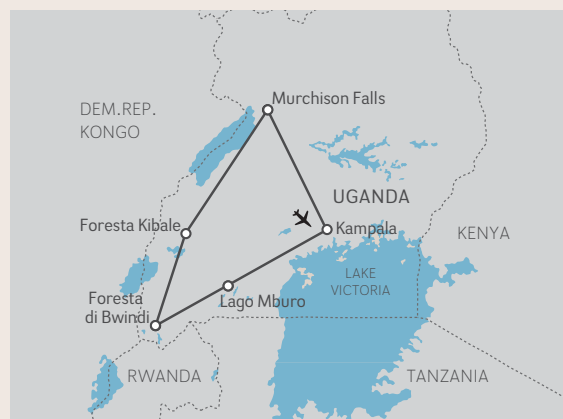 Murchison Falls
DEM.REP.
KONGO
UGANDA
Foresta Kibale
Kampala
KENYA
LAKE
VICTORIA
Foresta
di Bwindi
Lago Mburo
RWANDA
TANZANIA